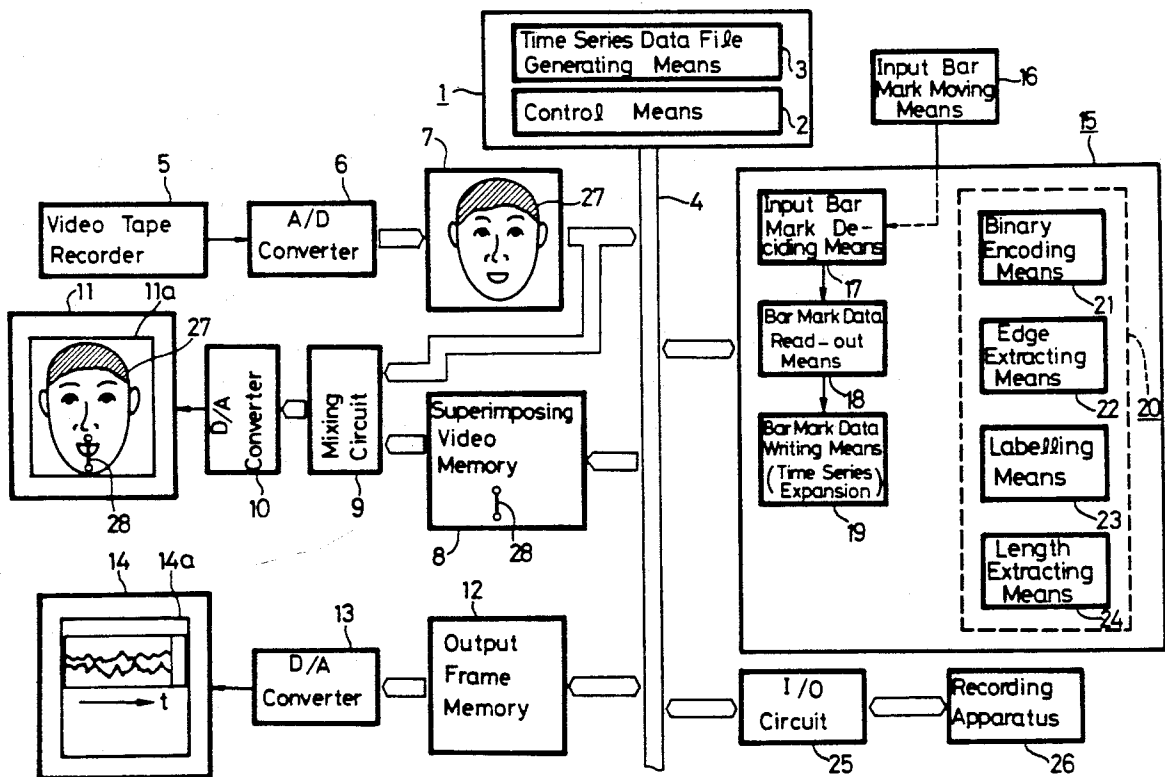 Time Series Data File
Generating Means
3
1
Control Means
2
Input Bar
Mark Moving
Means
16
15
5
Video Tape
Recorder
6
A/D
Converter
7
27
4
Input Bar
Mark De-
ciding Means
17
Bar Mark Data
Read-out
Means
18
Bar Mark Data
Writing Means
(Time Series
Expansion)
19
Binary
Encoding
Means
21
Edge
Extracting
Means
22
20
Labelling
Means
23
Length
Extracting
Means
24
11
11a
27
28
D/A
Converter
10
Mixing
Circuit
9
Superimposing
Video
Memory
28
8
14
14a
t
13
D/A
Converter
12
Output
Frame
Memory
I/O
Circuit
25
Recording
Apparatus
26